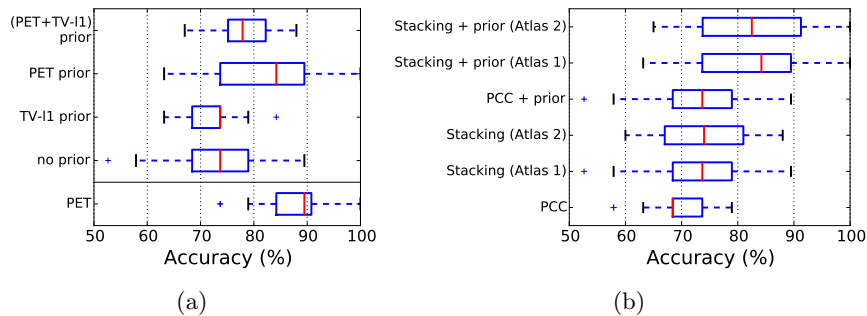 (PET+TV-l1)
prior
PET prior
TV-l1 prior
no prior
PET
50 60 70 80 90 100
Accuracy (%)
(a)
Stacking + prior (Atlas 2)
Stacking + prior (Atlas 1)
PCC + prior
Stacking (Atlas 2)
Stacking (Atlas 1)
PCC
50 60 70 80 90 100
Accuracy (%)
(b)